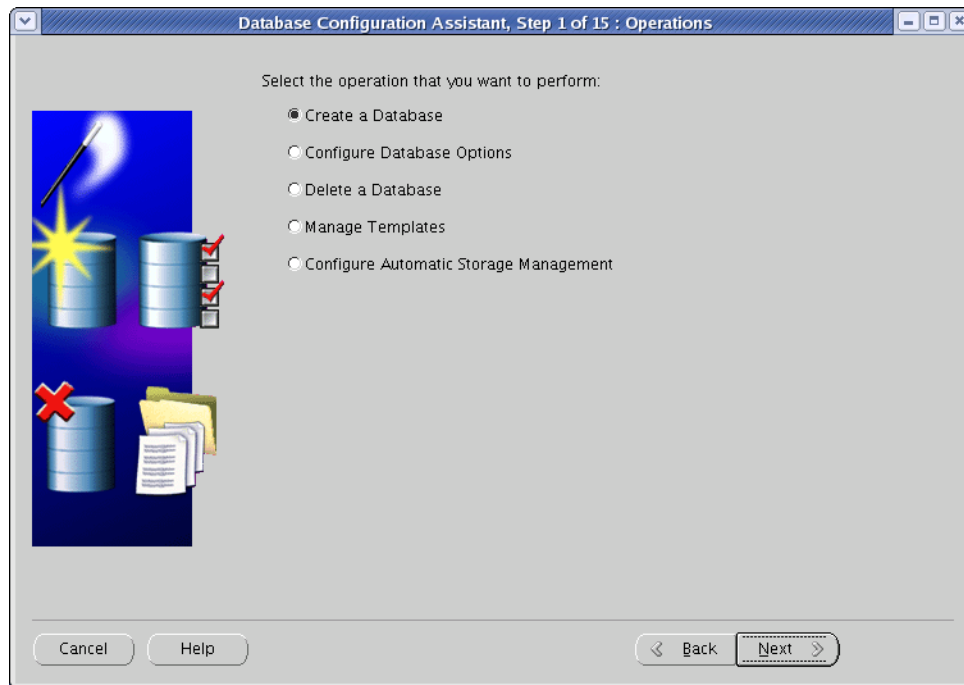 Database Configuration Assistant, Step 1 of 15 : Operations
Select the operation that you want to perform:
Create a Database
Configure Database Options
Delete a Database
Manage Templates
Configure Automatic Storage Management
Cancel
Help
Back
Next